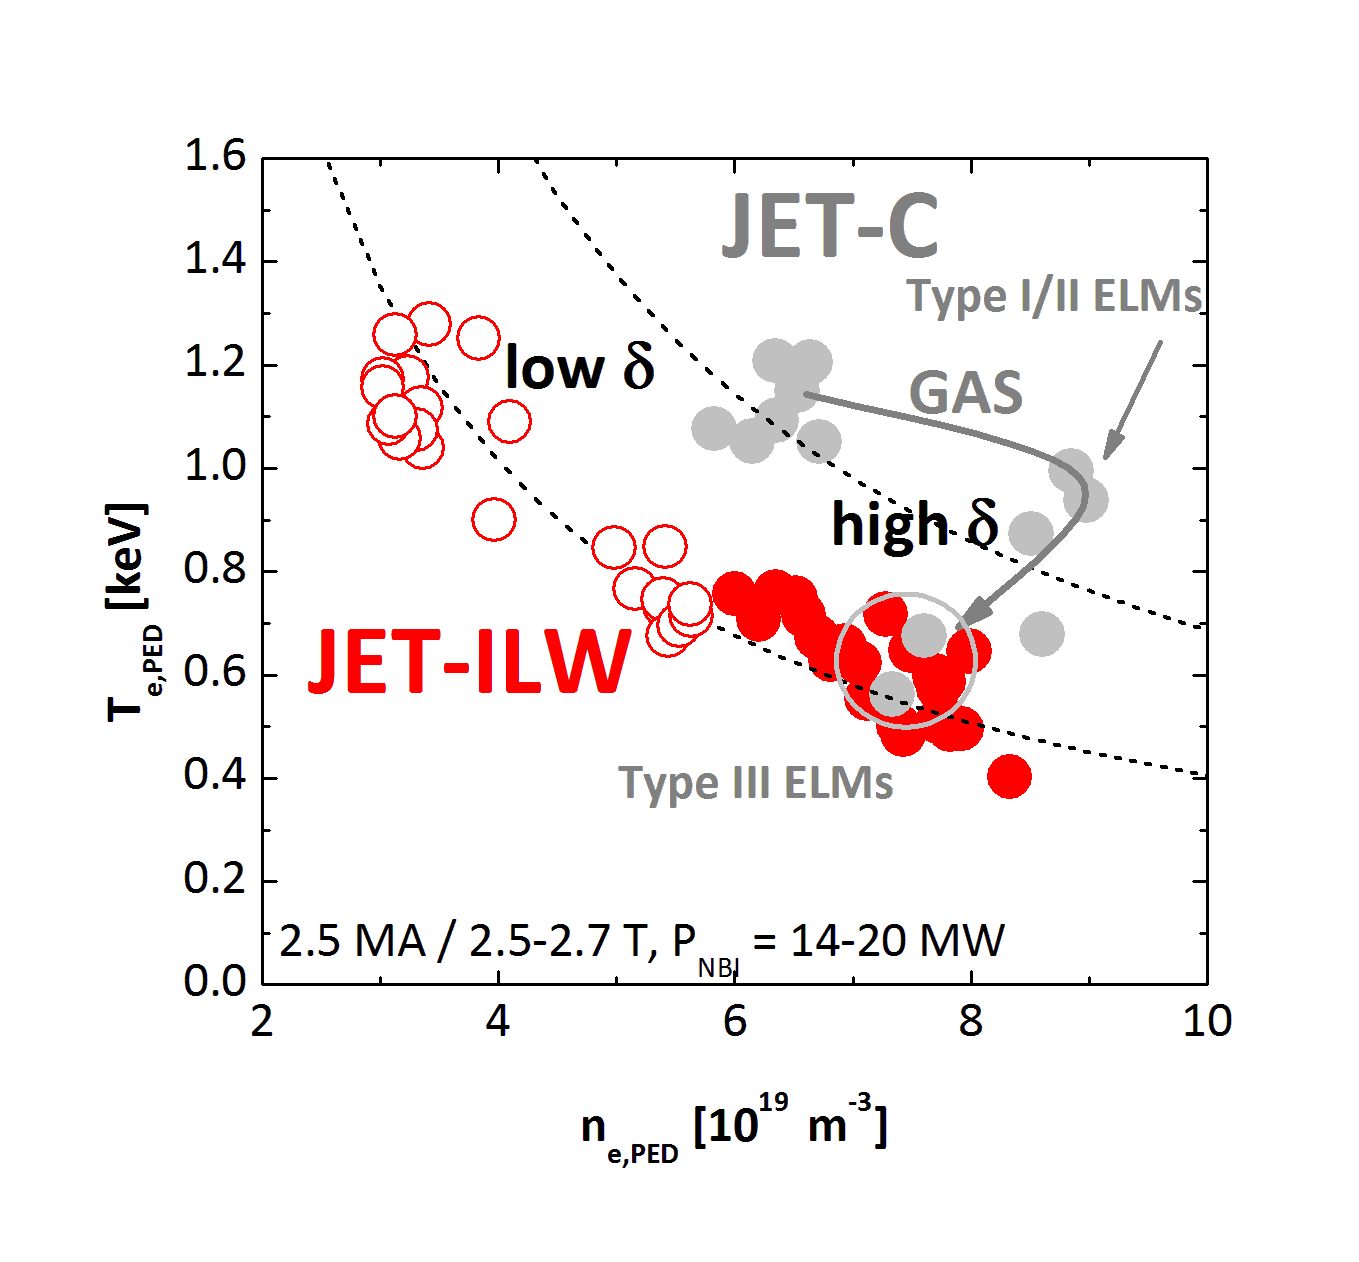 1.6
1.4
1.2
1.0
0.8
0.6
0.4
0.2
0.0
T e,PED [keV]
JET-C
Type I/II ELMs
low δ
GAS
high δ
JET-ILW
Type III ELMs
2.5 MA / 2.5-2.7 T, P NBI = 14-20 MW
2 4 6 8 10
n e,PED [10 19 m -3]